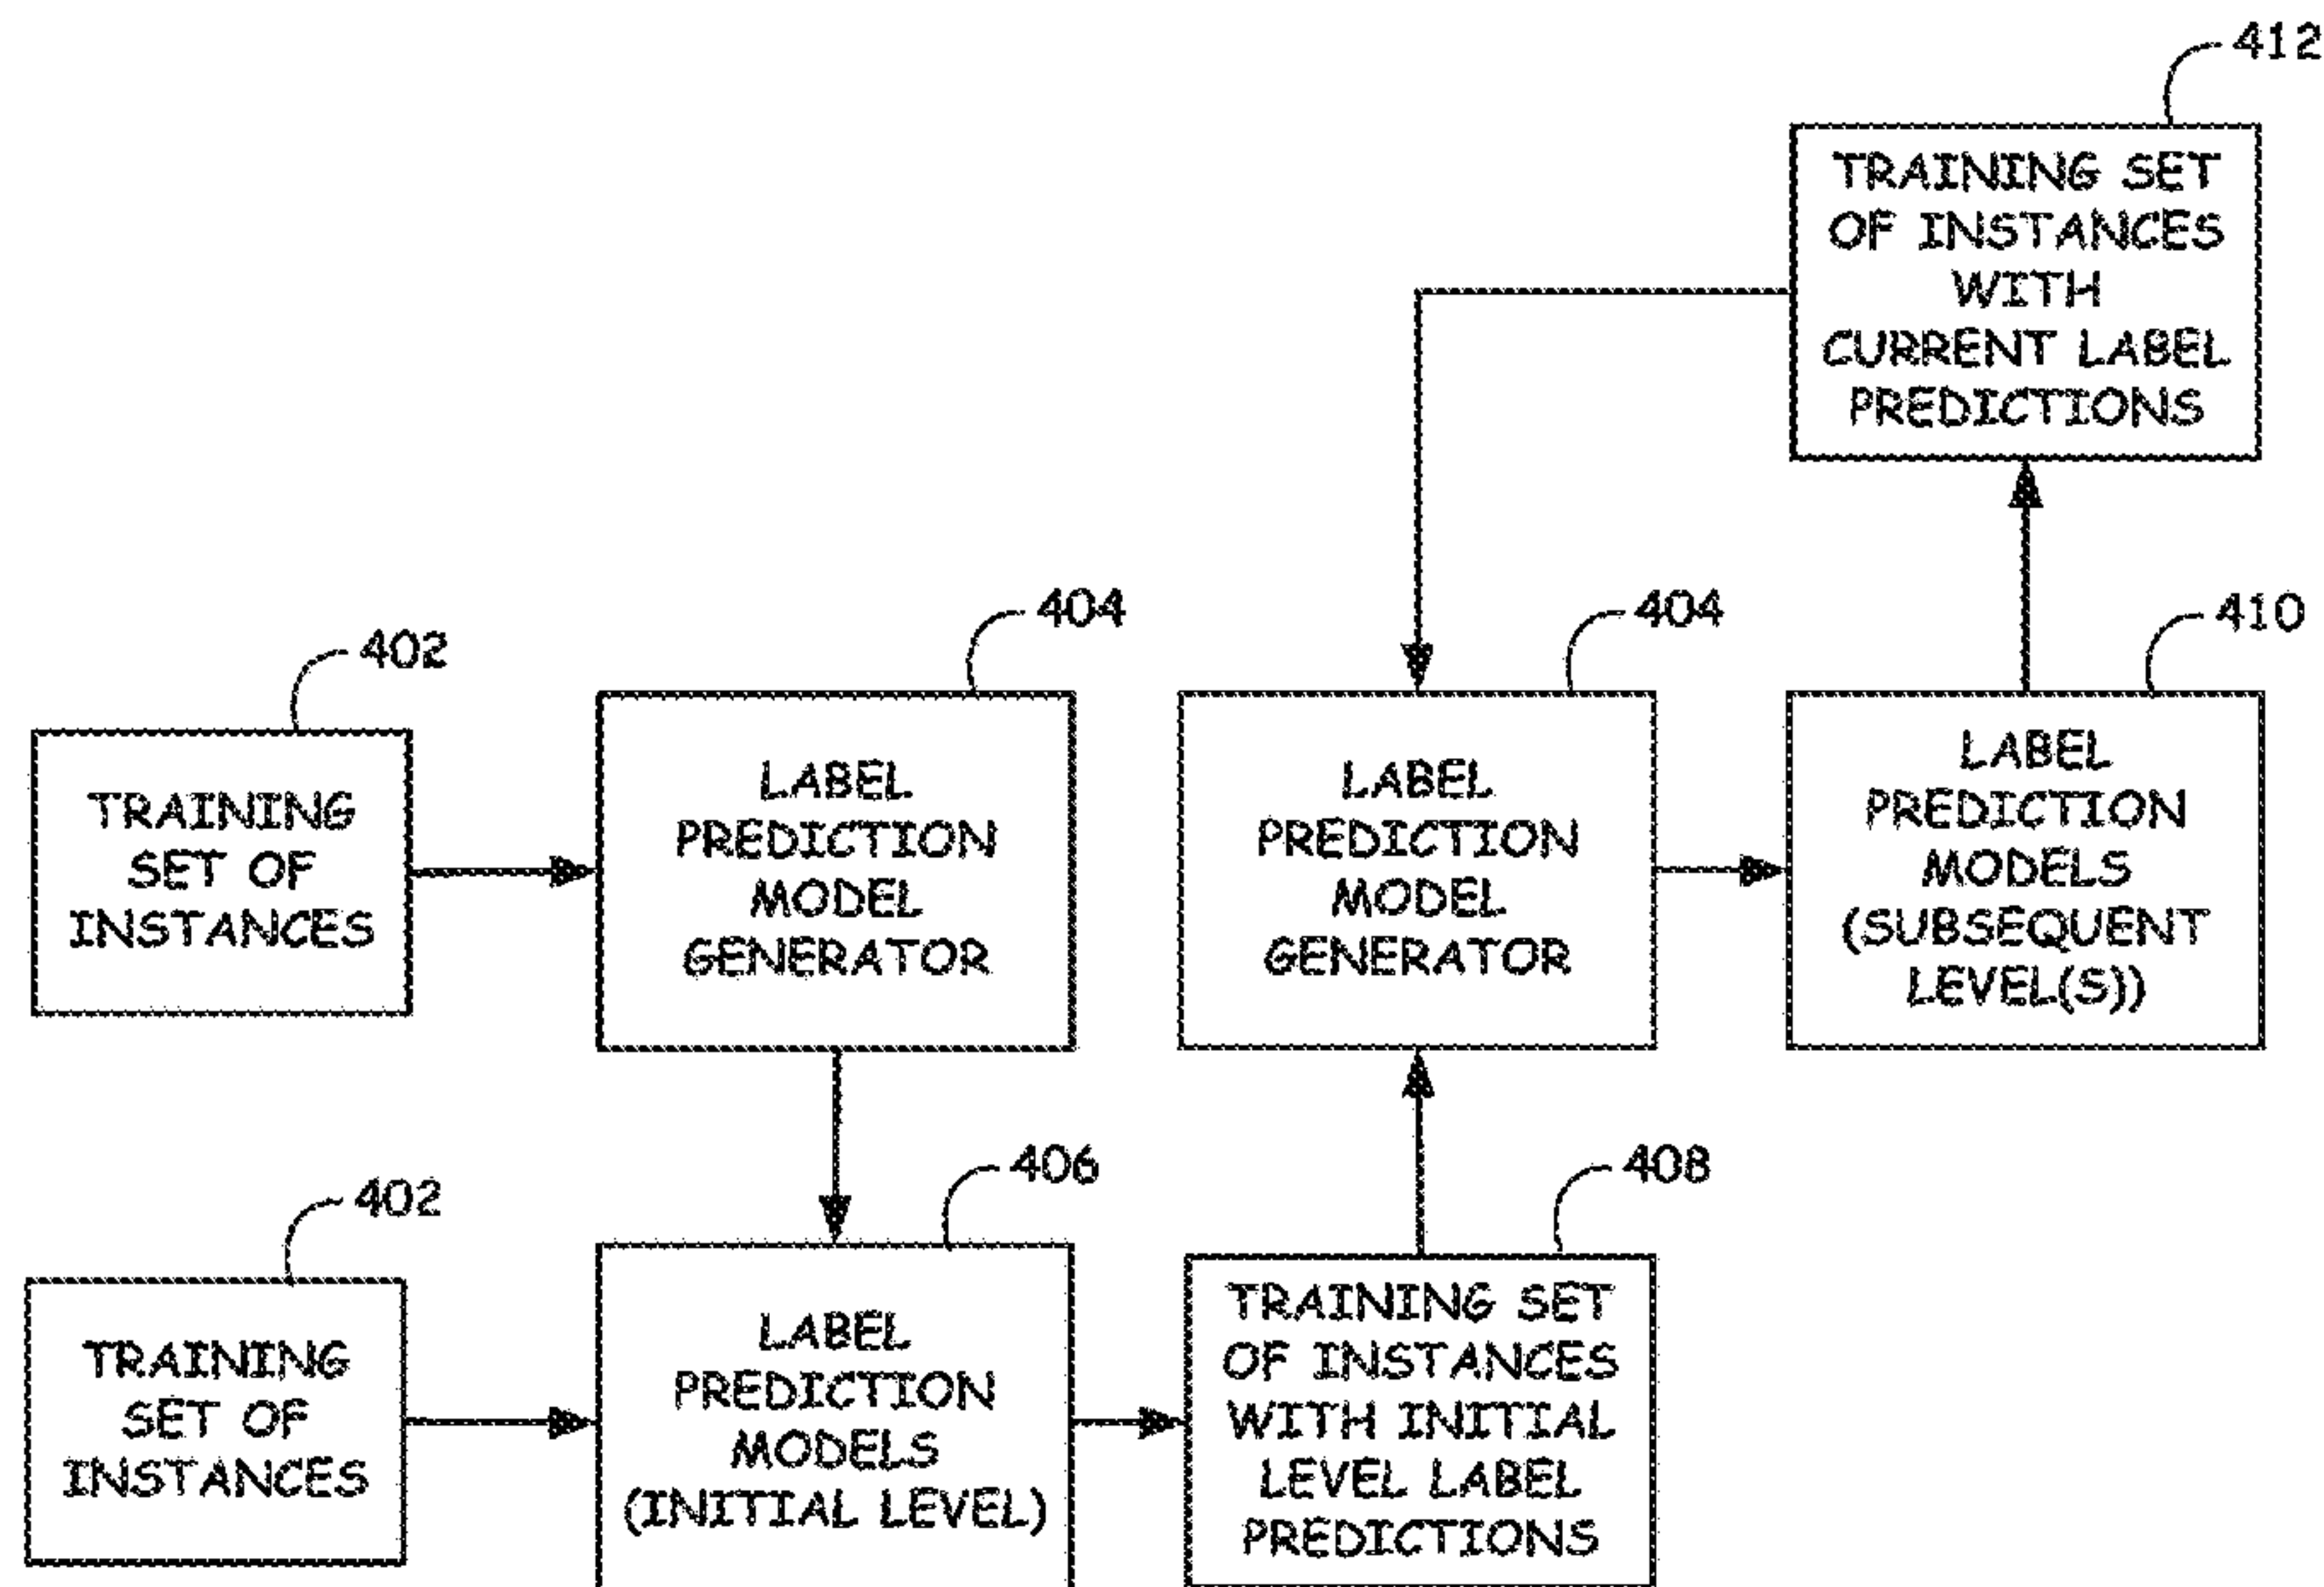 412
TRAINING SET
OF INSTANCES
WITH
CURRENT LABEL
PREDICTIONS
402
TRAINING
SET OF
INSTANCES
404
LABEL
PREDICTION
MODEL
GENERATOR
404
LABEL
PREDICTION
MODEL
GENERATOR
410
LABEL
PREDICTION
MODELS
(SUBSEQUENT
LEVEL(S))
402
TRAINING
SET OF
INSTANCES
406
LABEL
PREDICTION
MODELS
(INITIAL LEVEL)
408
TRAINING SET
OF INSTANCES
WITH INITIAL
LEVEL LABEL
PREDICTIONS